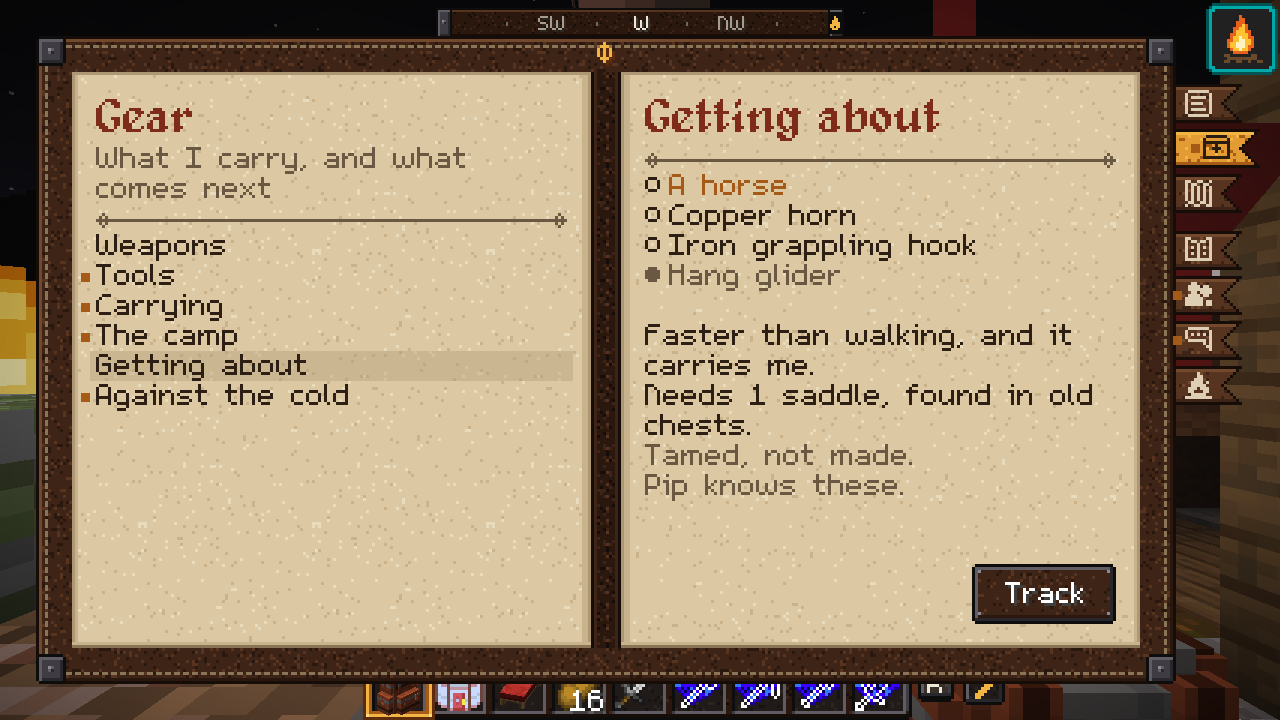 SW W NW
Gear
What I carry, and what
comes next
Weapons
Tools
Carrying
The camp
Getting about
Against the cold
Getting about
A horse
Copper horn
Iron grappling hook
Hang glider
Faster than walking, and it
carries me.
Needs 1 saddle, found in old
chests.
Tamed, not made.
Pip knows these.
Track
16